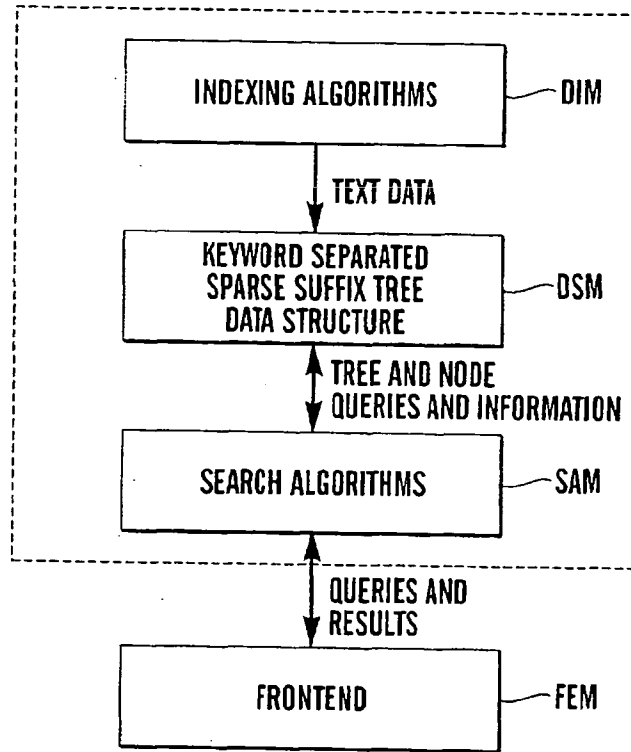 INDEXING ALGORITHMS
DIM
TEXT DATA
KEYWORD SEPARATED
SPARSE SUFFIX TREE
DATA STRUCTURE
DSM
TREE AND NODE
QUERIES AND INFORMATION
SEARCH ALGORITHMS
SAM
QUERIES AND
RESULTS
FRONTEND
FEM